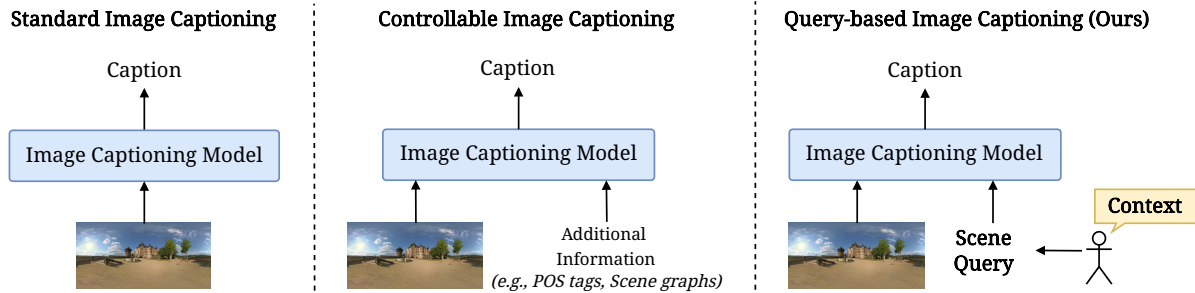 Standard Image Captioning
Caption
Image Captioning Model
Controllable Image Captioning
Caption
Image Captioning Model
Additional
Information
(e.g., POS tags, Scene graphs)
Query-based Image Captioning (Ours)
Caption
Image Captioning Model
Context
Scene
Query